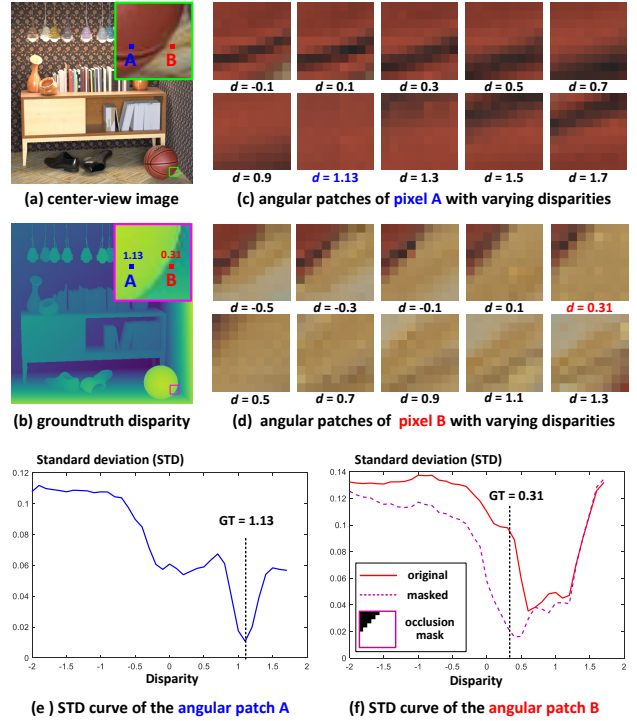 A B
(a) center-view image
d = -0.1 d = 0.1 d = 0.3 d = 0.5 d = 0.7
d = 0.9 d = 1.13 d = 1.3 d = 1.5 d = 1.7
(c) angular patches of pixel A with varying disparities
1.13 0.31
A B
(b) groundtruth disparity
d = -0.5 d = -0.3 d = -0.1 d = 0.1 d = 0.31
d = 0.5 d = 0.7 d = 0.9 d = 1.1 d = 1.3
(d) angular patches of pixel B with varying disparities
Standard deviation (STD)
0.12
0.1
0.08
0.06
0.04
0.02
0
GT = 1.13
-2 -1.5 -1 -0.5 0 0.5 1 1.5 2
Disparity
(e ) STD curve of the angular patch A
Standard deviation (STD)
0.14
0.12
0.1
0.08
0.06
0.04
0.02
0
GT = 0.31
original
masked
occlusion
mask
-2 -1.5 -1 -0.5 0 0.5 1 1.5 2
Disparity
(f) STD curve of the angular patch B